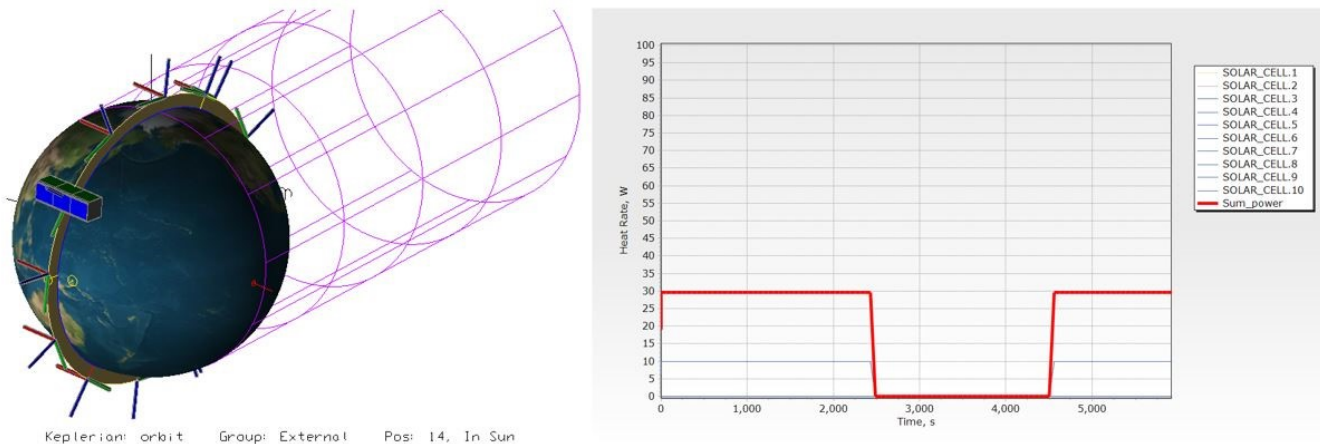 Keplerian orbit Group: External Pos: 14, In Sun
100
95
90
85
80
75
70
65
60
55
50
45
40
35
30
25
20
15
10
5
0
Heat Rate, W
0 1,000 2,000 3,000 4,000 5,000
Time, s
SOLAR_CELL.1
SOLAR_CELL.2
SOLAR_CELL.3
SOLAR_CELL.4
SOLAR_CELL.5
SOLAR_CELL.6
SOLAR_CELL.7
SOLAR_CELL.8
SOLAR_CELL.9
SOLAR_CELL.10
Sum_power